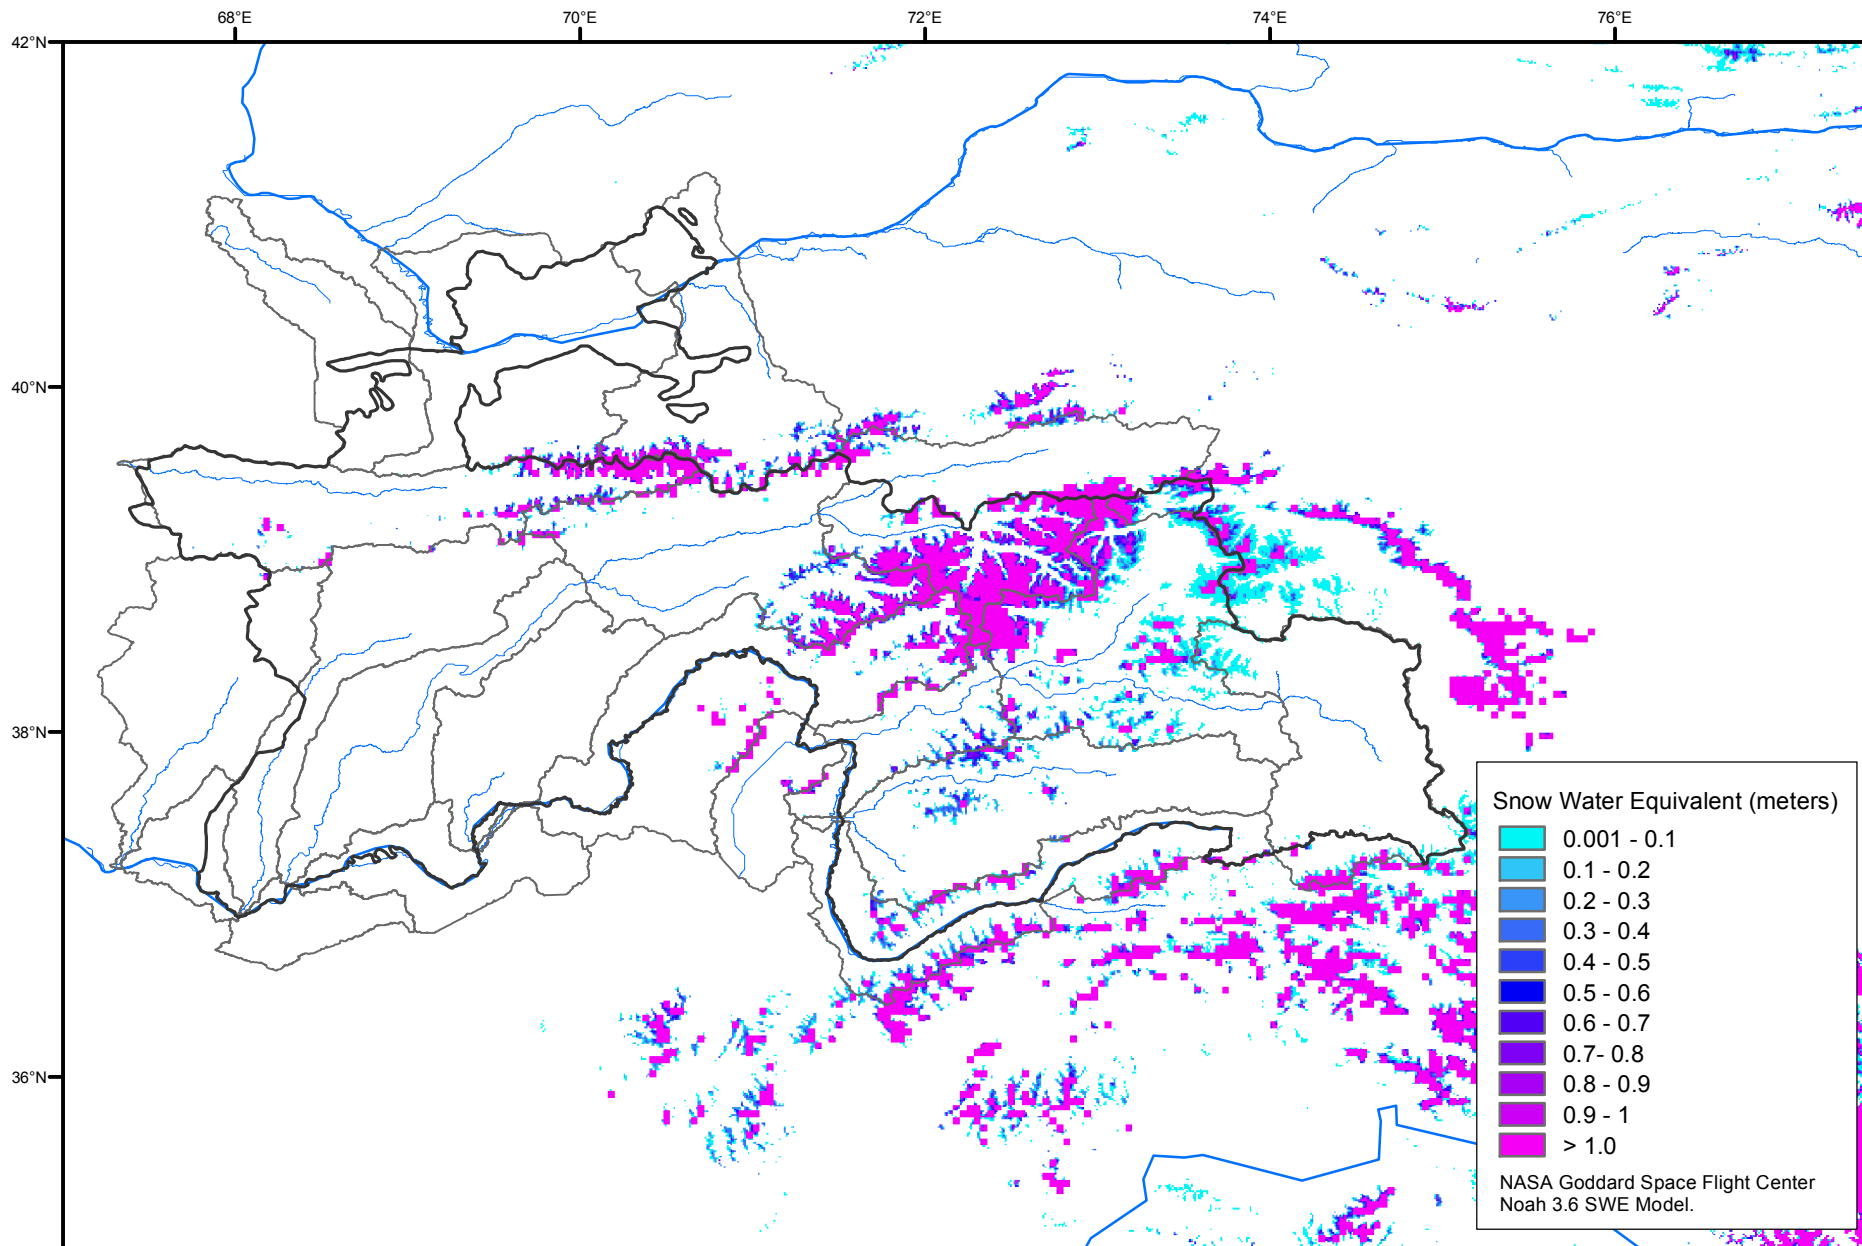 68°E 70°E 72°E 74°E 76°E
42°N
40°N
38°N
36°N
Snow Water Equivalent (meters)
0.001 - 0.1
0.1 - 0.2
0.2 - 0.3
0.3 - 0.4
0.4 - 0.5
0.5 - 0.6
0.6 - 0.7
0.7- 0.8
0.8 - 0.9
0.9 - 1
> 1.0
NASA Goddard Space Flight Center
Noah 3.6 SWE Model.